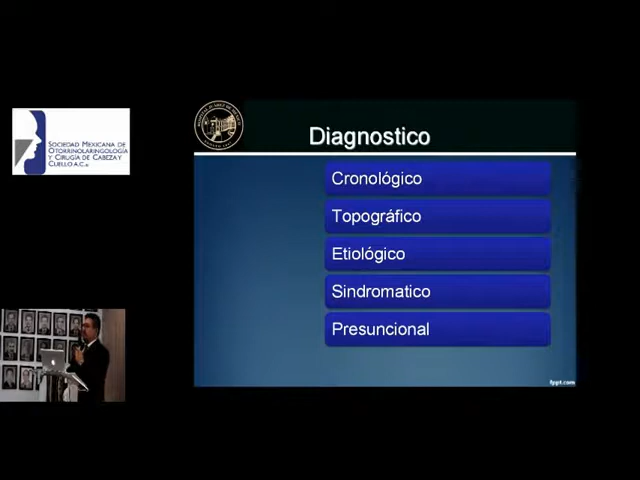 SOCIEDAD MEXICANA DE
OTORRINOLARINGOLOGÍA
Y CIRUGÍA DE CABEZA Y
CUELLO A.C.
Diagnostico
Cronológico
Topográfico
Etiológico
Sindromatico
Presuncional
fppt.com